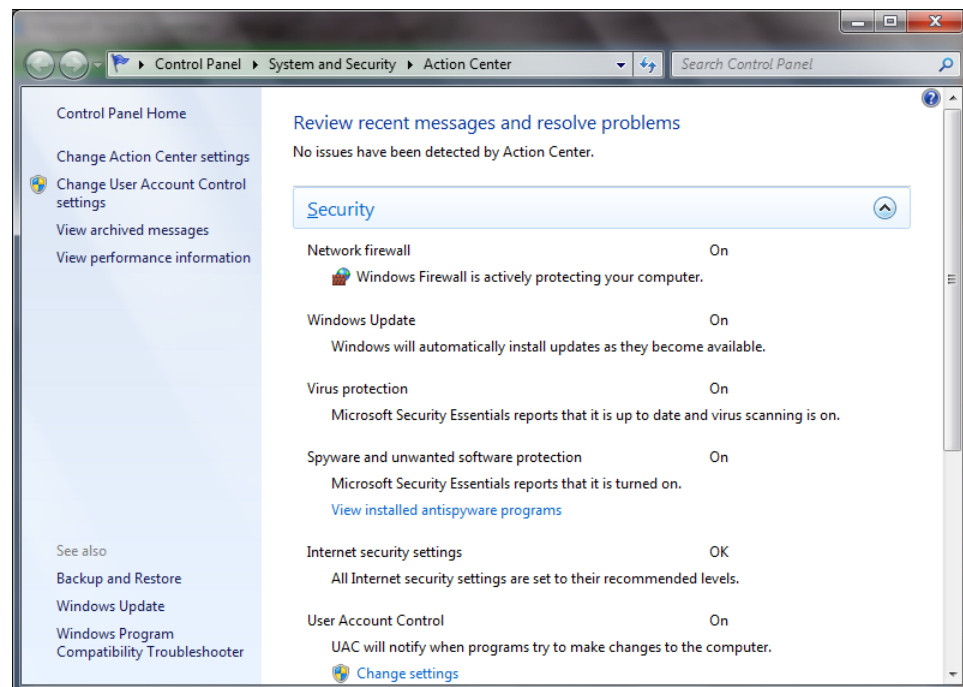 Control Panel System and Security Action Center
Search Control Panel
Control Panel Home
Change Action Center settings
Change User Account Control
settings
View archived messages
View performance information
See also
Backup and Restore
Windows Update
Windows Program
Compatibility Troubleshooter
Review recent messages and resolve problems
No issues have been detected by Action Center.
Security
Network firewall On
Windows Firewall is actively protecting your computer.
Windows Update On
Windows will automatically install updates as they become available.
Virus protection On
Microsoft Security Essentials reports that it is up to date and virus scanning is on.
Spyware and unwanted software protection On
Microsoft Security Essentials reports that it is turned on.
View installed antispyware programs
Internet security settings OK
All Internet security settings are set to their recommended levels.
User Account Control On
UAC will notify when programs try to make changes to the computer.
Change settings